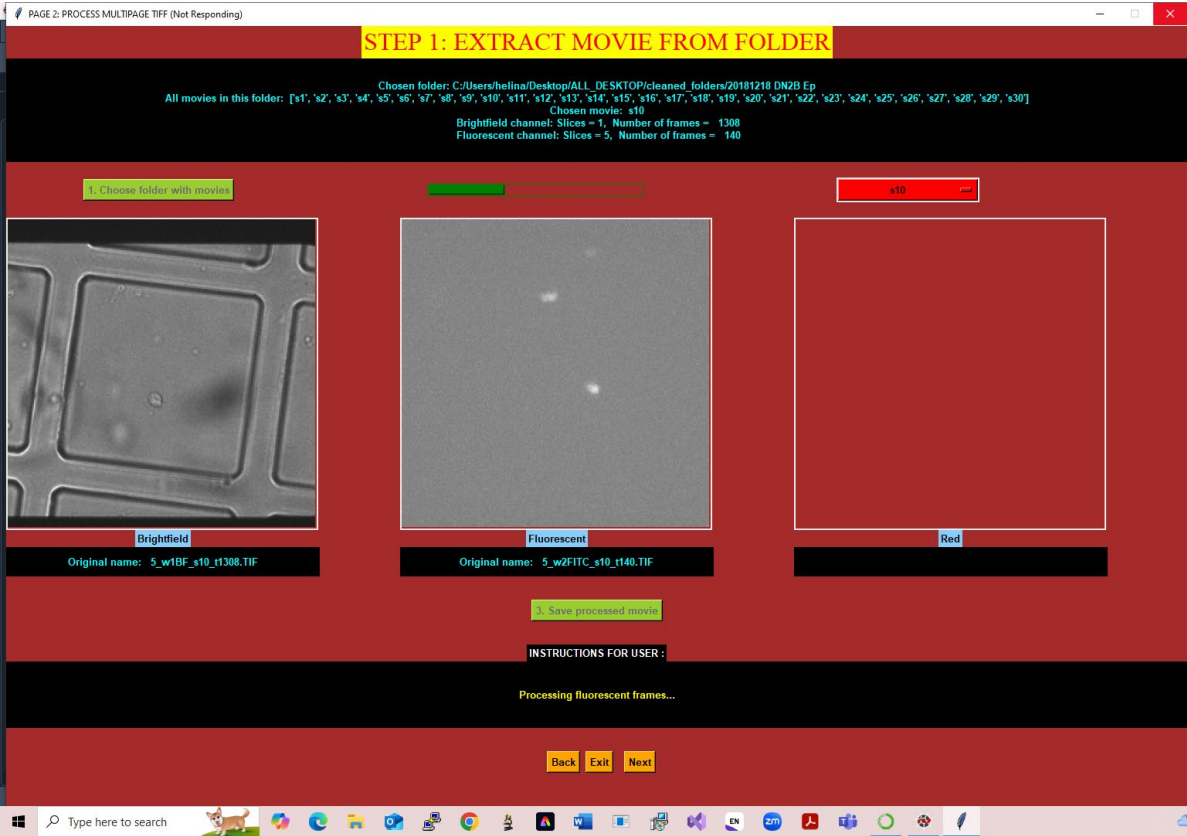 PAGE 2: PROCESS MULTIPAGE TIFF (Not Responding)
STEP 1: EXTRACT MOVIE FROM FOLDER
Chosen folder: C:/Users/helina/Desktop/ALL_DESKTOP/cleaned_folders/20181218 DN2B Ep
All movies in this folder: ['s1', 's2', 's3', 's4', 's5', 's6', 's7', 's8', 's9', 's10', 's11', 's12', 's13', 's14', 's15', 's16', 's17', 's18', 's19', 's20', 's21', 's22', 's23', 's24', 's25', 's26', 's27', 's28', 's29', 's30']
Chosen movie: s10
Brightfield channel: Slices = 1, Number of frames = 1308
Fluorescent channel: Slices = 5, Number of frames = 140
1. Choose folder with movies
s10
Brightfield
Fluorescent
Red
Original name: 5_w1BF_s10_t1308.TIF
Original name: 5_w2FITC_s10_t140.TIF
3. Save processed movie
INSTRUCTIONS FOR USER :
Processing fluorescent frames...
Back
Exit
Next
Type here to search
EN
zm